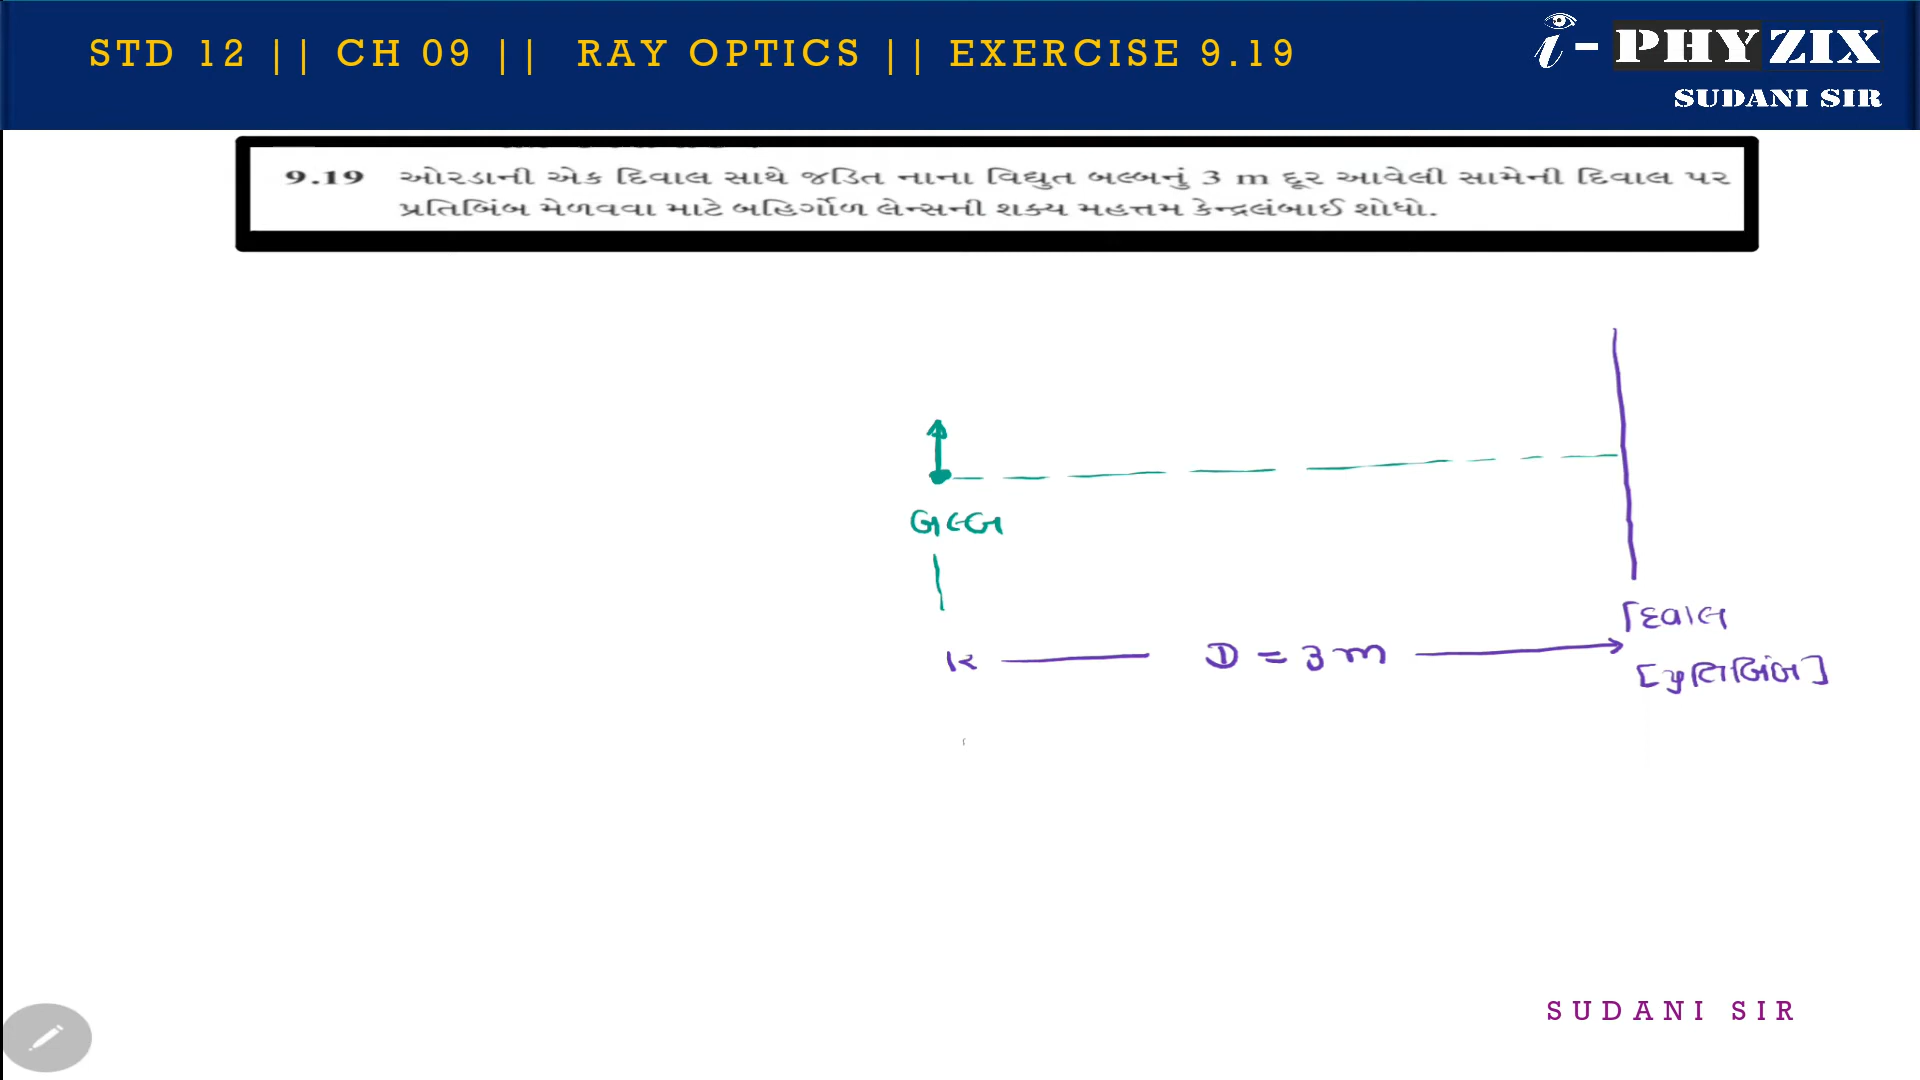 STD 12 || CH 09 || RAY OPTICS || EXERCISE 9.19
i-PHYZIX
SUDANI SIR
9.19 ઓરડાની એક દિવાલ સાથે જડિત નાના વિદ્યુત બલ્બનું 3 m દૂર આવેલી સામેની દિવાલ પર
પ્રતિબિંબ મેળવવા માટે બહિર્ગોળ લેન્સની શક્ય મહત્તમ કેન્દ્રલંબાઈ શોધો.
બલ્બ
દિવાલ
D = 3m
[પ્રતિબિંબ]
SUDANI SIR